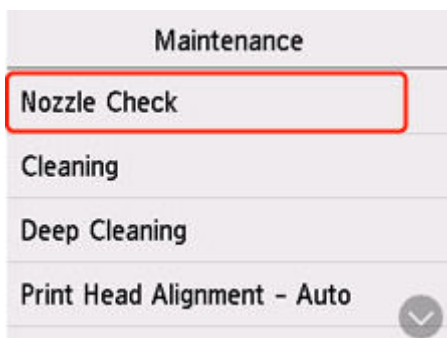 Maintenance
Nozzle Check
Cleaning
Deep Cleaning
Print Head Alignment - Auto